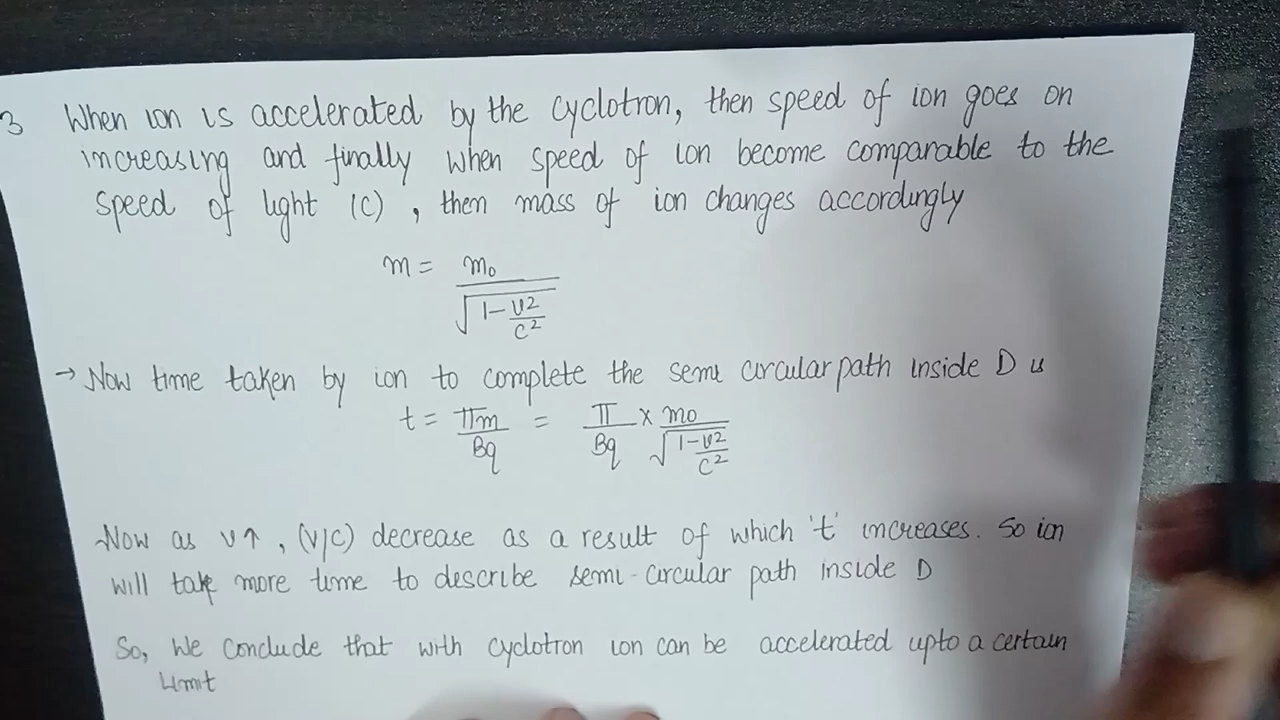 3 When ion is accelerated by the cyclotron, then speed of ion goes on
increasing and finally when speed of ion become comparable to the
speed of light (c) , then mass of ion changes accordingly
m = m₀ / √(1 - v²/c²)
→ Now time taken by ion to complete the semi circular path inside D is
t = πm/Bq = π/Bq × m₀/√(1 - v²/c²)
Now as v↑ , (v/c) decrease as a result of which 't' increases. So ion
will take more time to describe semi-circular path inside D
So, We conclude that with cyclotron ion can be accelerated upto a certain
limit